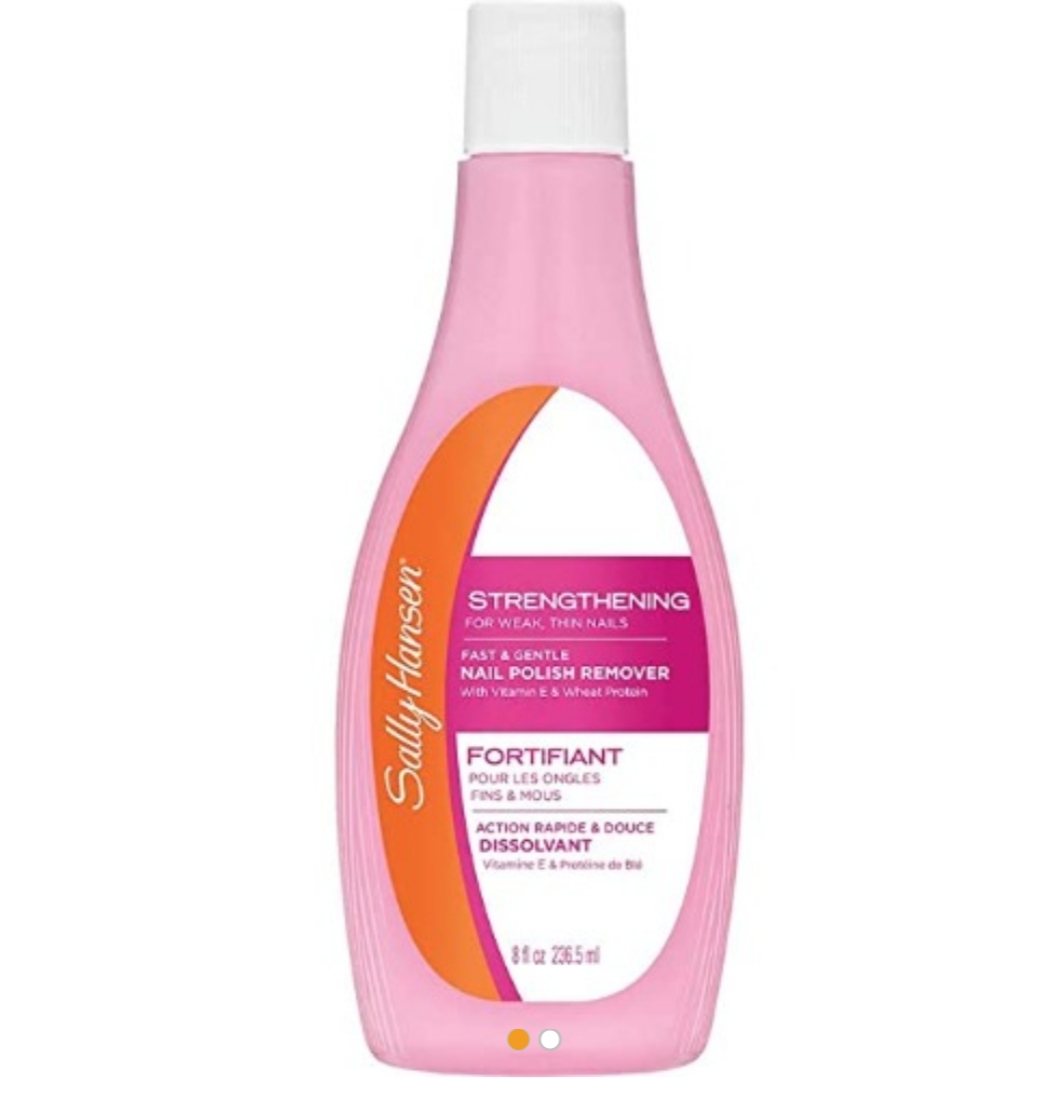 Sally Hansen®
STRENGTHENING
FOR WEAK, THIN NAILS
FAST & GENTLE
NAIL POLISH REMOVER
With Vitamin E & Wheat Protein
FORTIFIANT
POUR LES ONGLES
FINS & MOUS
ACTION RAPIDE & DOUCE
DISSOLVANT
Vitamine E & Protéine de Blé
8 fl oz 236.5 ml